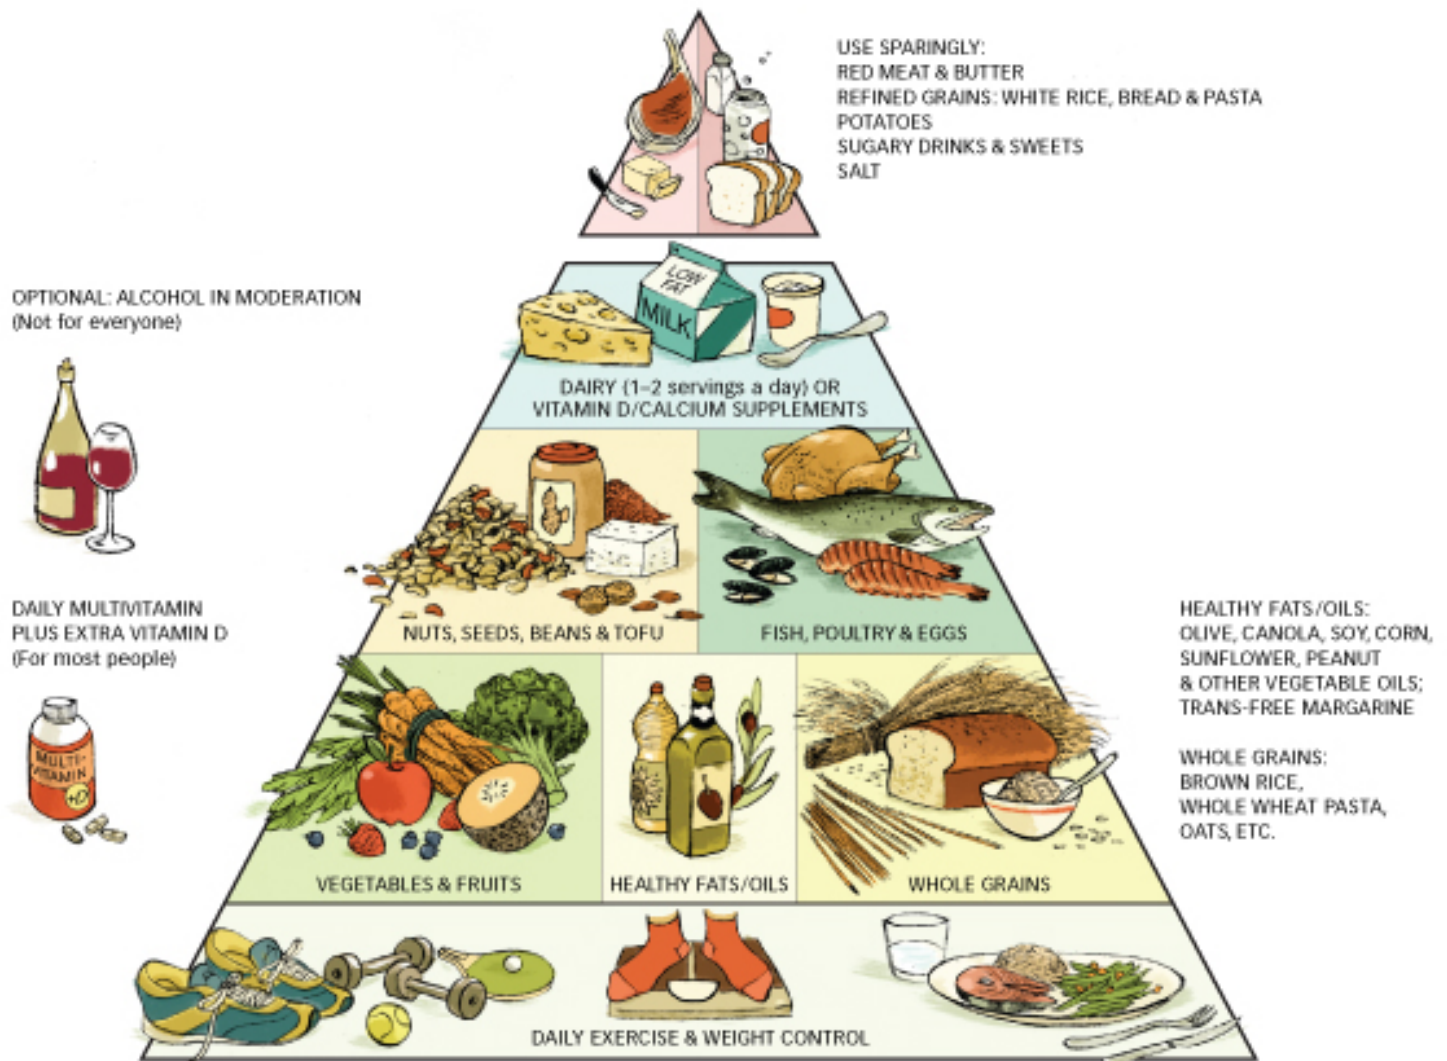 USE SPARINGLY:
RED MEAT & BUTTER
REFINED GRAINS: WHITE RICE, BREAD & PASTA
POTATOES
SUGARY DRINKS & SWEETS
SALT
OPTIONAL: ALCOHOL IN MODERATION
(Not for everyone)
LOW
FAT
MILK
DAIRY (1–2 servings a day) OR
VITAMIN D/CALCIUM SUPPLEMENTS
NUTS, SEEDS, BEANS & TOFU
FISH, POULTRY & EGGS
DAILY MULTIVITAMIN
PLUS EXTRA VITAMIN D
(For most people)
MULTI-
VITAMIN
+D
HEALTHY FATS/OILS:
OLIVE, CANOLA, SOY, CORN,
SUNFLOWER, PEANUT
& OTHER VEGETABLE OILS;
TRANS-FREE MARGARINE
WHOLE GRAINS:
BROWN RICE,
WHOLE WHEAT PASTA,
OATS, ETC.
VEGETABLES & FRUITS
HEALTHY FATS/OILS
WHOLE GRAINS
DAILY EXERCISE & WEIGHT CONTROL